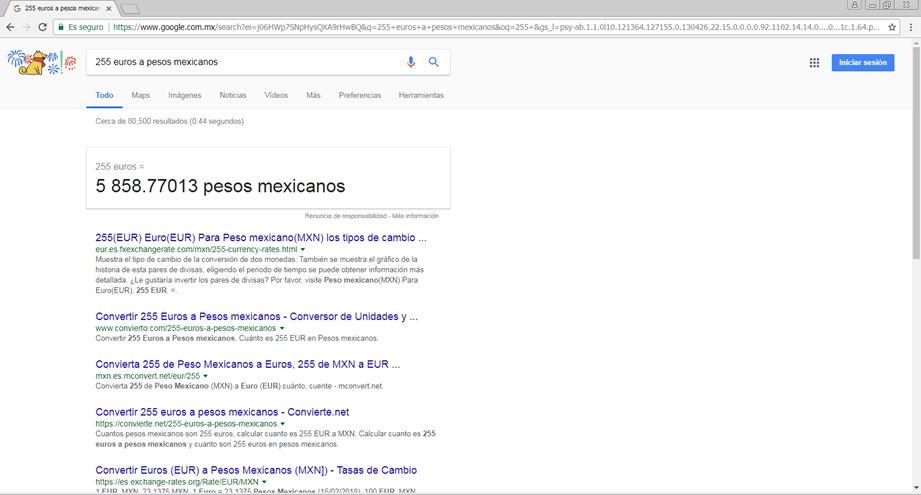 255 euros a pesos mexican
Es seguro
https://www.google.com.mx/search?ei=j06HWp7SNpHysQXA9rHwBQ&q=255+euros+a+pesos+mexicanos&oq=255+&gs_l=psy-ab.1.1.0l10.121364.127155.0.130426.22.15.0.0.0.0.92.1102.14.14.0....0...1c.1.64.p...
255 euros a pesos mexicanos
Iniciar sesión
Todo Maps Imágenes Noticias Vídeos Más Preferencias Herramientas
Cerca de 80,500 resultados (0.44 segundos)
255 euros =
5 858.77013 pesos mexicanos
Renuncia de responsabilidad - Más información
255(EUR) Euro(EUR) Para Peso mexicano(MXN) los tipos de cambio ...
eur.es.fxexchangerate.com/mxn/255-currency-rates.html
Muestra el tipo de cambio de la conversión de dos monedas. También se muestra el gráfico de la
historia de esta pares de divisas, eligiendo el periodo de tiempo se puede obtener información más
detallada. ¿Le gustaría invertir los pares de divisas? Por favor, visite Peso mexicano(MXN) Para
Euro(EUR). 255 EUR. =.
Convertir 255 Euros a Pesos mexicanos - Conversor de Unidades y ...
www.convierto.com/255-euros-a-pesos-mexicanos
Convertir 255 Euros a Pesos mexicanos. Cuánto es 255 EUR en Pesos mexicanos.
Convierta 255 de Peso Mexicano a Euros, 255 de MXN a EUR ...
mxn.es.mconvert.net/eur/255
Convierta 255 de Peso Mexicano (MXN) a Euro (EUR) cuánto, cuente - mconvert.net.
Convertir 255 euros a pesos mexicanos - Convierte.net
https://convierte.net/255-euros-a-pesos-mexicanos
Cuantos pesos mexicanos son 255 euros, calcular cuanto es 255 EUR a MXN. Calcular cuanto es 255
euros a pesos mexicanos y cuanto son 255 euros en pesos mexicanos.
Convertir Euros (EUR) a Pesos Mexicanos (MXN]) - Tasas de Cambio
https://es.exchange-rates.org/Rate/EUR/MXN
1 EUR, MXN, 23.1375 MXN, 1 Euro = 23.1375 Pesos Mexicanos (15/02/2018). 100 EUR, MXN